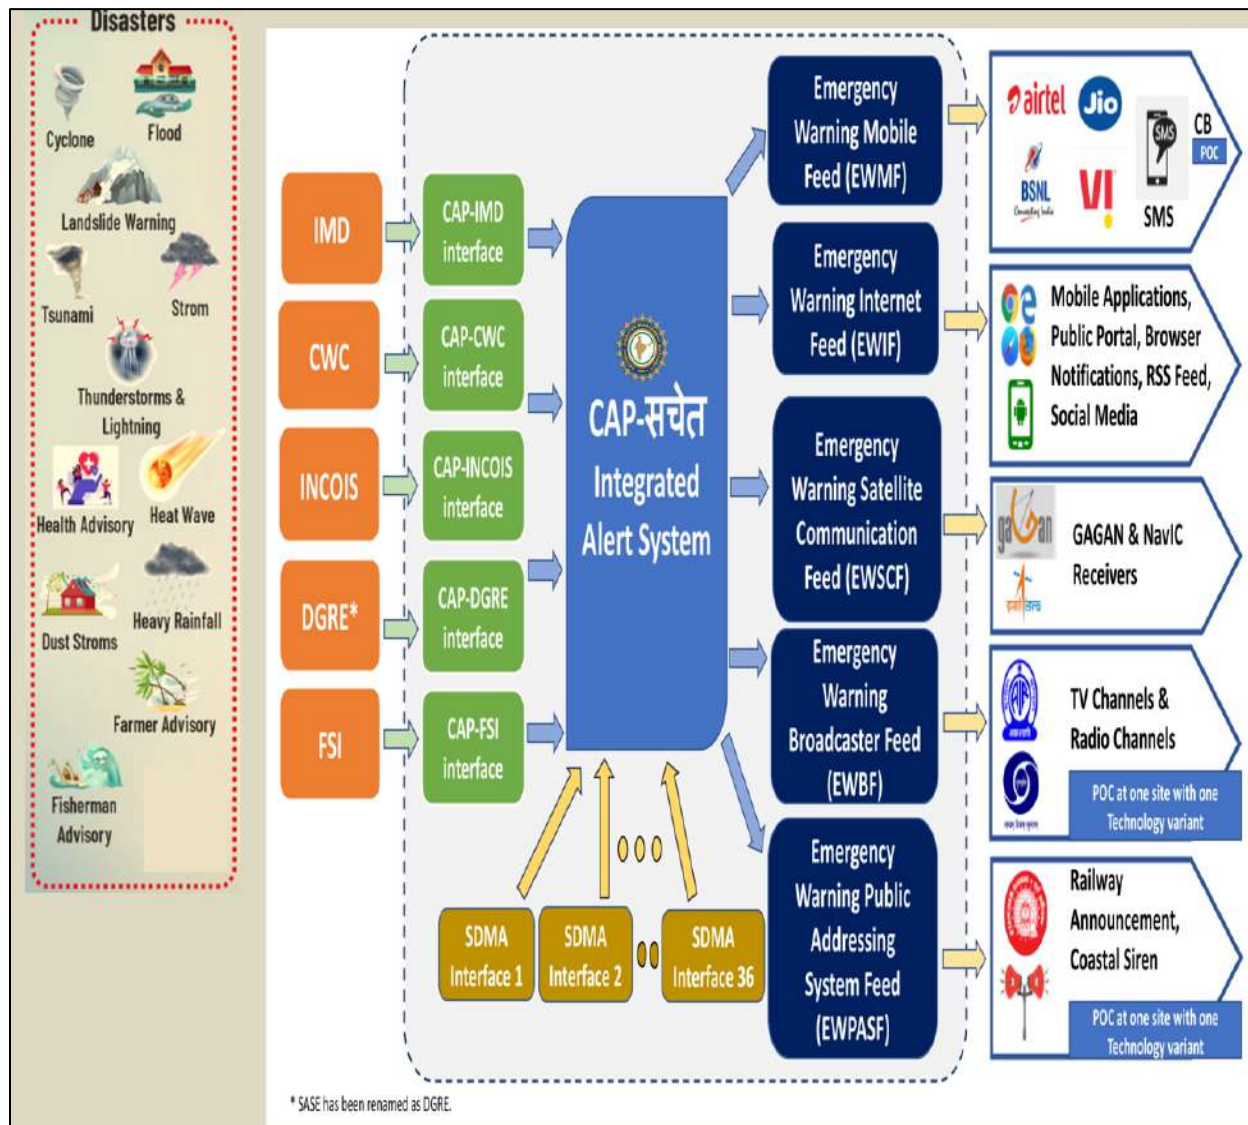 Disasters
Cyclone
Flood
Landslide Warning
Tsunami
Strom
Thunderstorms &
Lightning
Health Advisory
Heat Wave
Dust Stroms
Heavy Rainfall
Farmer Advisory
Fisherman
Advisory
IMD
CWC
INCOIS
DGRE*
FSI
CAP-IMD
interface
CAP-CWC
interface
CAP-INCOIS
interface
CAP-DGRE
interface
CAP-FSI
interface
CAP-सचेत
Integrated
Alert System
SDMA
Interface 1
SDMA
Interface 2
SDMA
Interface 36
Emergency
Warning Mobile
Feed (EWMF)
Emergency
Warning Internet
Feed (EWIF)
Emergency
Warning Satellite
Communication
Feed (EWSCF)
Emergency
Warning
Broadcaster Feed
(EWBF)
Emergency
Warning Public
Addressing
System Feed
(EWPASF)
airtel
Jio
BSNL
Connecting India
VI
SMS
SMS
CB
POC
Mobile Applications,
Public Portal, Browser
Notifications, RSS Feed,
Social Media
gagan
इसरो isro
GAGAN & NavIC
Receivers
TV Channels &
Radio Channels
POC at one site with one
Technology variant
Railway
Announcement,
Coastal Siren
POC at one site with one
Technology variant
* SASE has been renamed as DGRE.